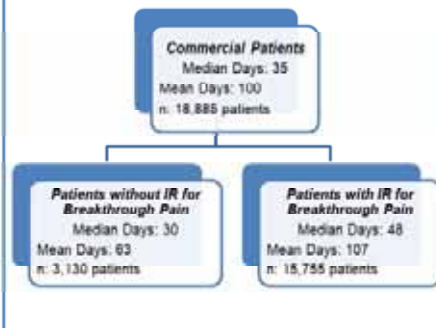 Commercial Patients
Median Days: 35
Mean Days: 100
n: 18,885 patients
Patients without IR for
Breakthrough Pain
Median Days: 30
Mean Days: 63
n: 3,130 patients
Patients with IR for
Breakthrough Pain
Median Days: 48
Mean Days: 107
n: 15,755 patients